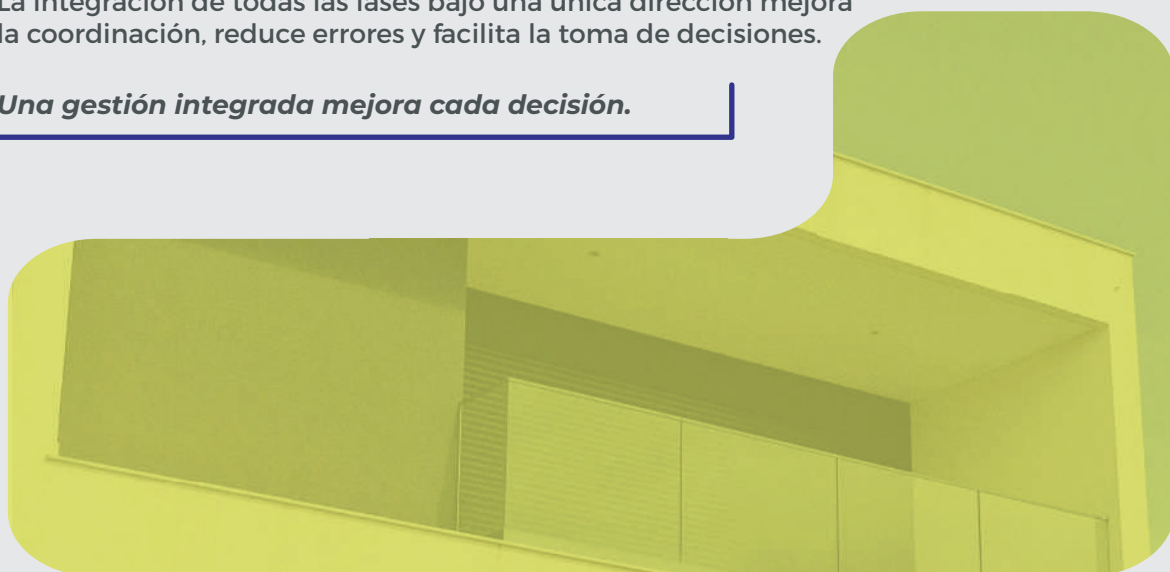 La integración de todas las fases bajo una única dirección mejora
la coordinación, reduce errores y facilita la toma de decisiones.
Una gestión integrada mejora cada decisión.